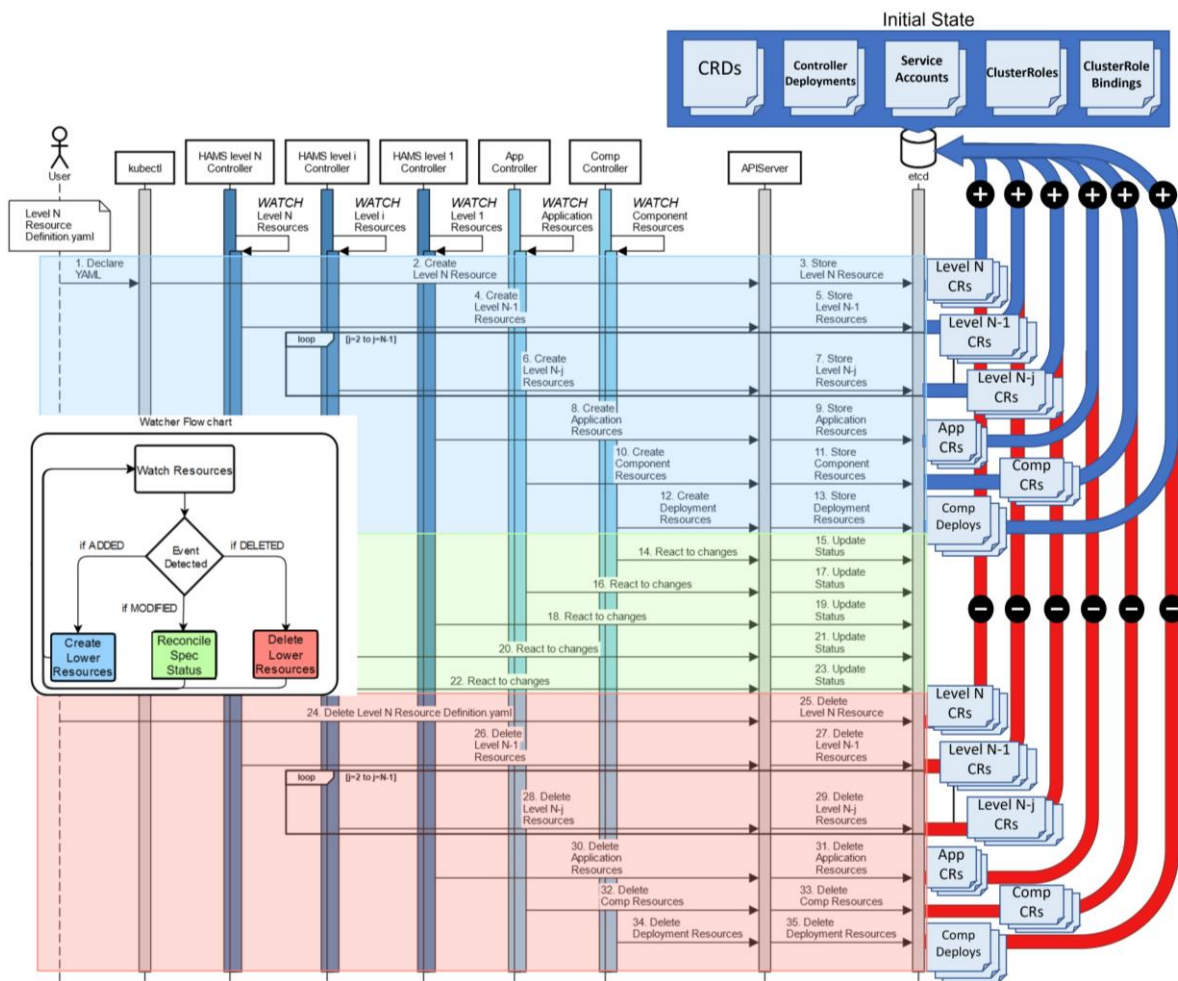 Initial State
CRDs
Controller
Deployments
Service
Accounts
ClusterRoles
ClusterRole
Bindings
User
kubectl
HAMS level N
Controller
HAMS level i
Controller
HAMS level 1
Controller
App
Controller
Comp
Controller
APIServer
etcd
Level N
Resource
Definition.yaml
WATCH
Level N
Resources
WATCH
Level i
Resources
WATCH
Level 1
Resources
WATCH
Application
Resources
WATCH
Component
Resources
1. Declare
YAML
2. Create
Level N Resource
3. Store
Level N Resource
Level N
CRs
4. Create
Level N-1
Resources
5. Store
Level N-1
Resources
Level N-1
CRs
loop
[j=2 to j=N-1]
6. Create
Level N-j
Resources
7. Store
Level N-j
Resources
Level N-j
CRs
8. Create
Application
Resources
9. Store
Application
Resources
App
CRs
10. Create
Component
Resources
11. Store
Component
Resources
Comp
CRs
12. Create
Deployment
Resources
13. Store
Deployment
Resources
Comp
Deploys
Watcher Flow chart
Watch Resources
Event
Detected
if ADDED
if DELETED
if MODIFIED
Create
Lower
Resources
Reconcile
Spec
Status
Delete
Lower
Resources
14. React to changes
15. Update
Status
16. React to changes
17. Update
Status
18. React to changes
19. Update
Status
20. React to changes
21. Update
Status
22. React to changes
23. Update
Status
24. Delete Level N Resource Definition.yaml
25. Delete
Level N Resource
Level N
CRs
26. Delete
Level N-1
Resources
27. Delete
Level N-1
Resources
Level N-1
CRs
loop
[j=2 to j=N-1]
28. Delete
Level N-j
Resources
29. Delete
Level N-j
Resources
Level N-j
CRs
30. Delete
Application
Resources
31. Delete
Application
Resources
App
CRs
32. Delete
Comp Resources
33. Delete
Comp Resources
Comp
CRs
34. Delete
Deployment Resources
35. Delete
Deployment Resources
Comp
Deploys